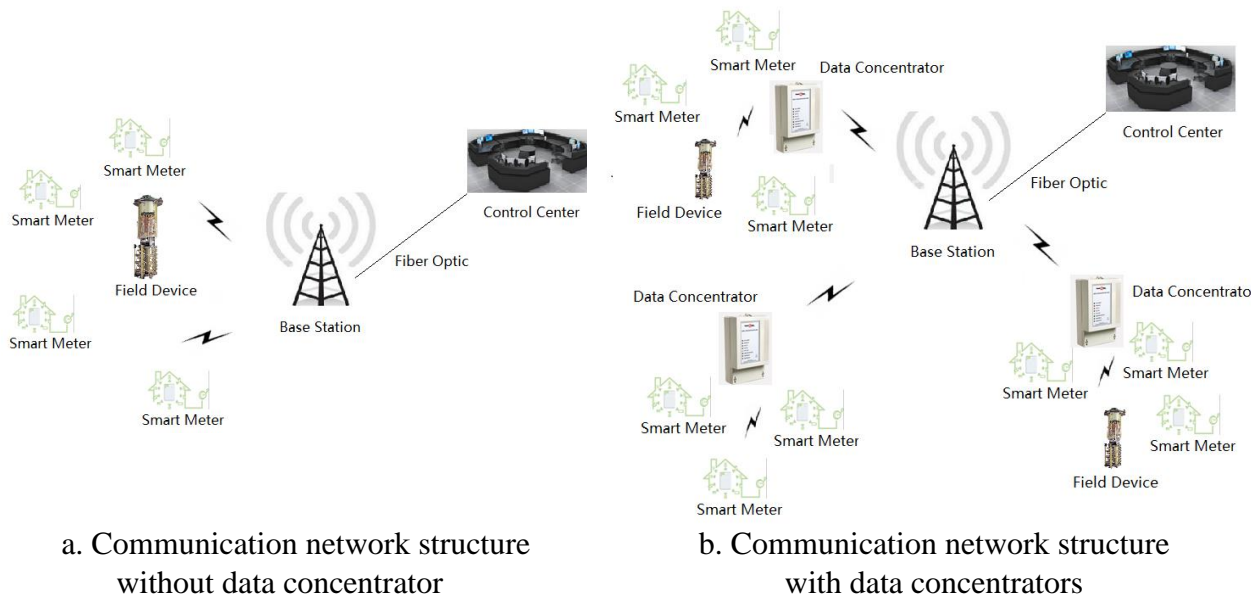 Smart Meter
Smart Meter
Field Device
Smart Meter
Smart Meter
Base Station
Fiber Optic
Control Center
a. Communication network structure
without data concentrator
Smart Meter
Data Concentrator
Smart Meter
Field Device
Smart Meter
Base Station
Fiber Optic
Control Center
Data Concentrator
Smart Meter
Smart Meter
Smart Meter
Data Concentrato
Smart Meter
Smart Meter
Smart Meter
Field Device
b. Communication network structure
with data concentrators